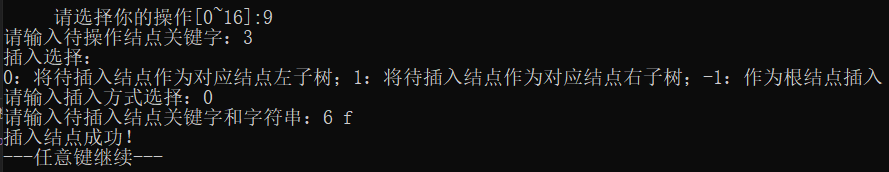 请选择你的操作[0~16]:9
请输入待操作结点关键字：3
插入选择：
0：将待插入结点作为对应结点左子树；1：将待插入结点作为对应结点右子树；-1：作为根结点插入
请输入插入方式选择：0
请输入待插入结点关键字和字符串：6 f
插入结点成功！
---任意键继续---